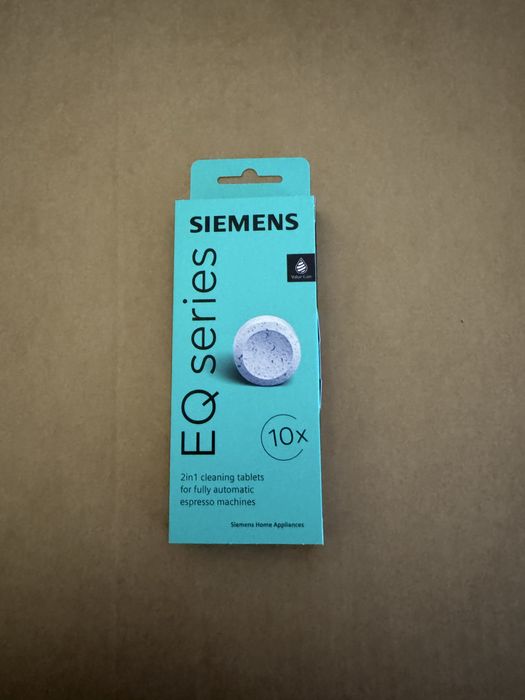 SIEMENS
EQ series
10x
2in1 cleaning tablets
for fully automatic
espresso machines
Siemens Home Appliances